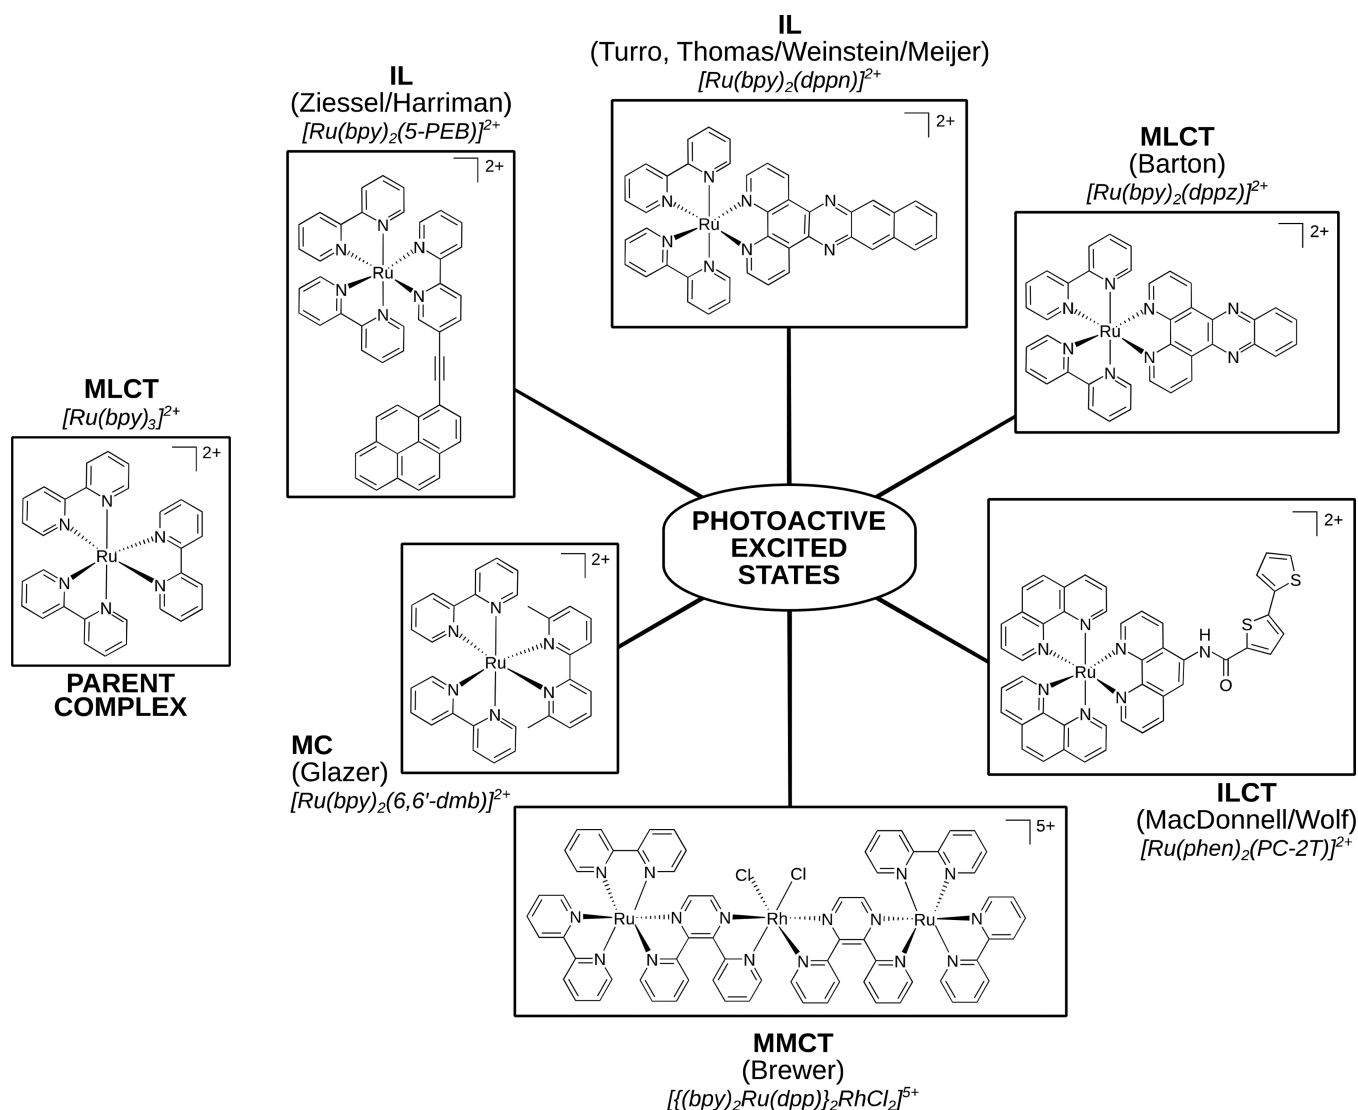 IL
(Turro, Thomas/Weinstein/Meijer)
[Ru(bpy)2(dppn)]2+
2+
N
N
N
N
Ru
N
N
N
N
IL
(Ziessel/Harriman)
[Ru(bpy)2(5-PEB)]2+
2+
N
N
N
Ru
N
N
N
MLCT
(Barton)
[Ru(bpy)2(dppz)]2+
2+
N
N
N
N
Ru
N
N
N
N
MLCT
[Ru(bpy)3]2+
2+
N
N
N
Ru
N
N
N
PARENT
COMPLEX
PHOTOACTIVE
EXCITED
STATES
MC
(Glazer)
[Ru(bpy)2(6,6′-dmb)]2+
2+
N
N
N
Ru
N
N
N
ILCT
(MacDonnell/Wolf)
[Ru(phen)2(PC-2T)]2+
2+
S
S
N
H
N
N
N
Ru
O
N
N
N
5+
N
N
Cl
Cl
N
N
N
Ru
N
N
Rh
N
N
Ru
N
N
N
N
N
N
N
MMCT
(Brewer)
[{(bpy)2Ru(dpp)}2RhCl2]5+